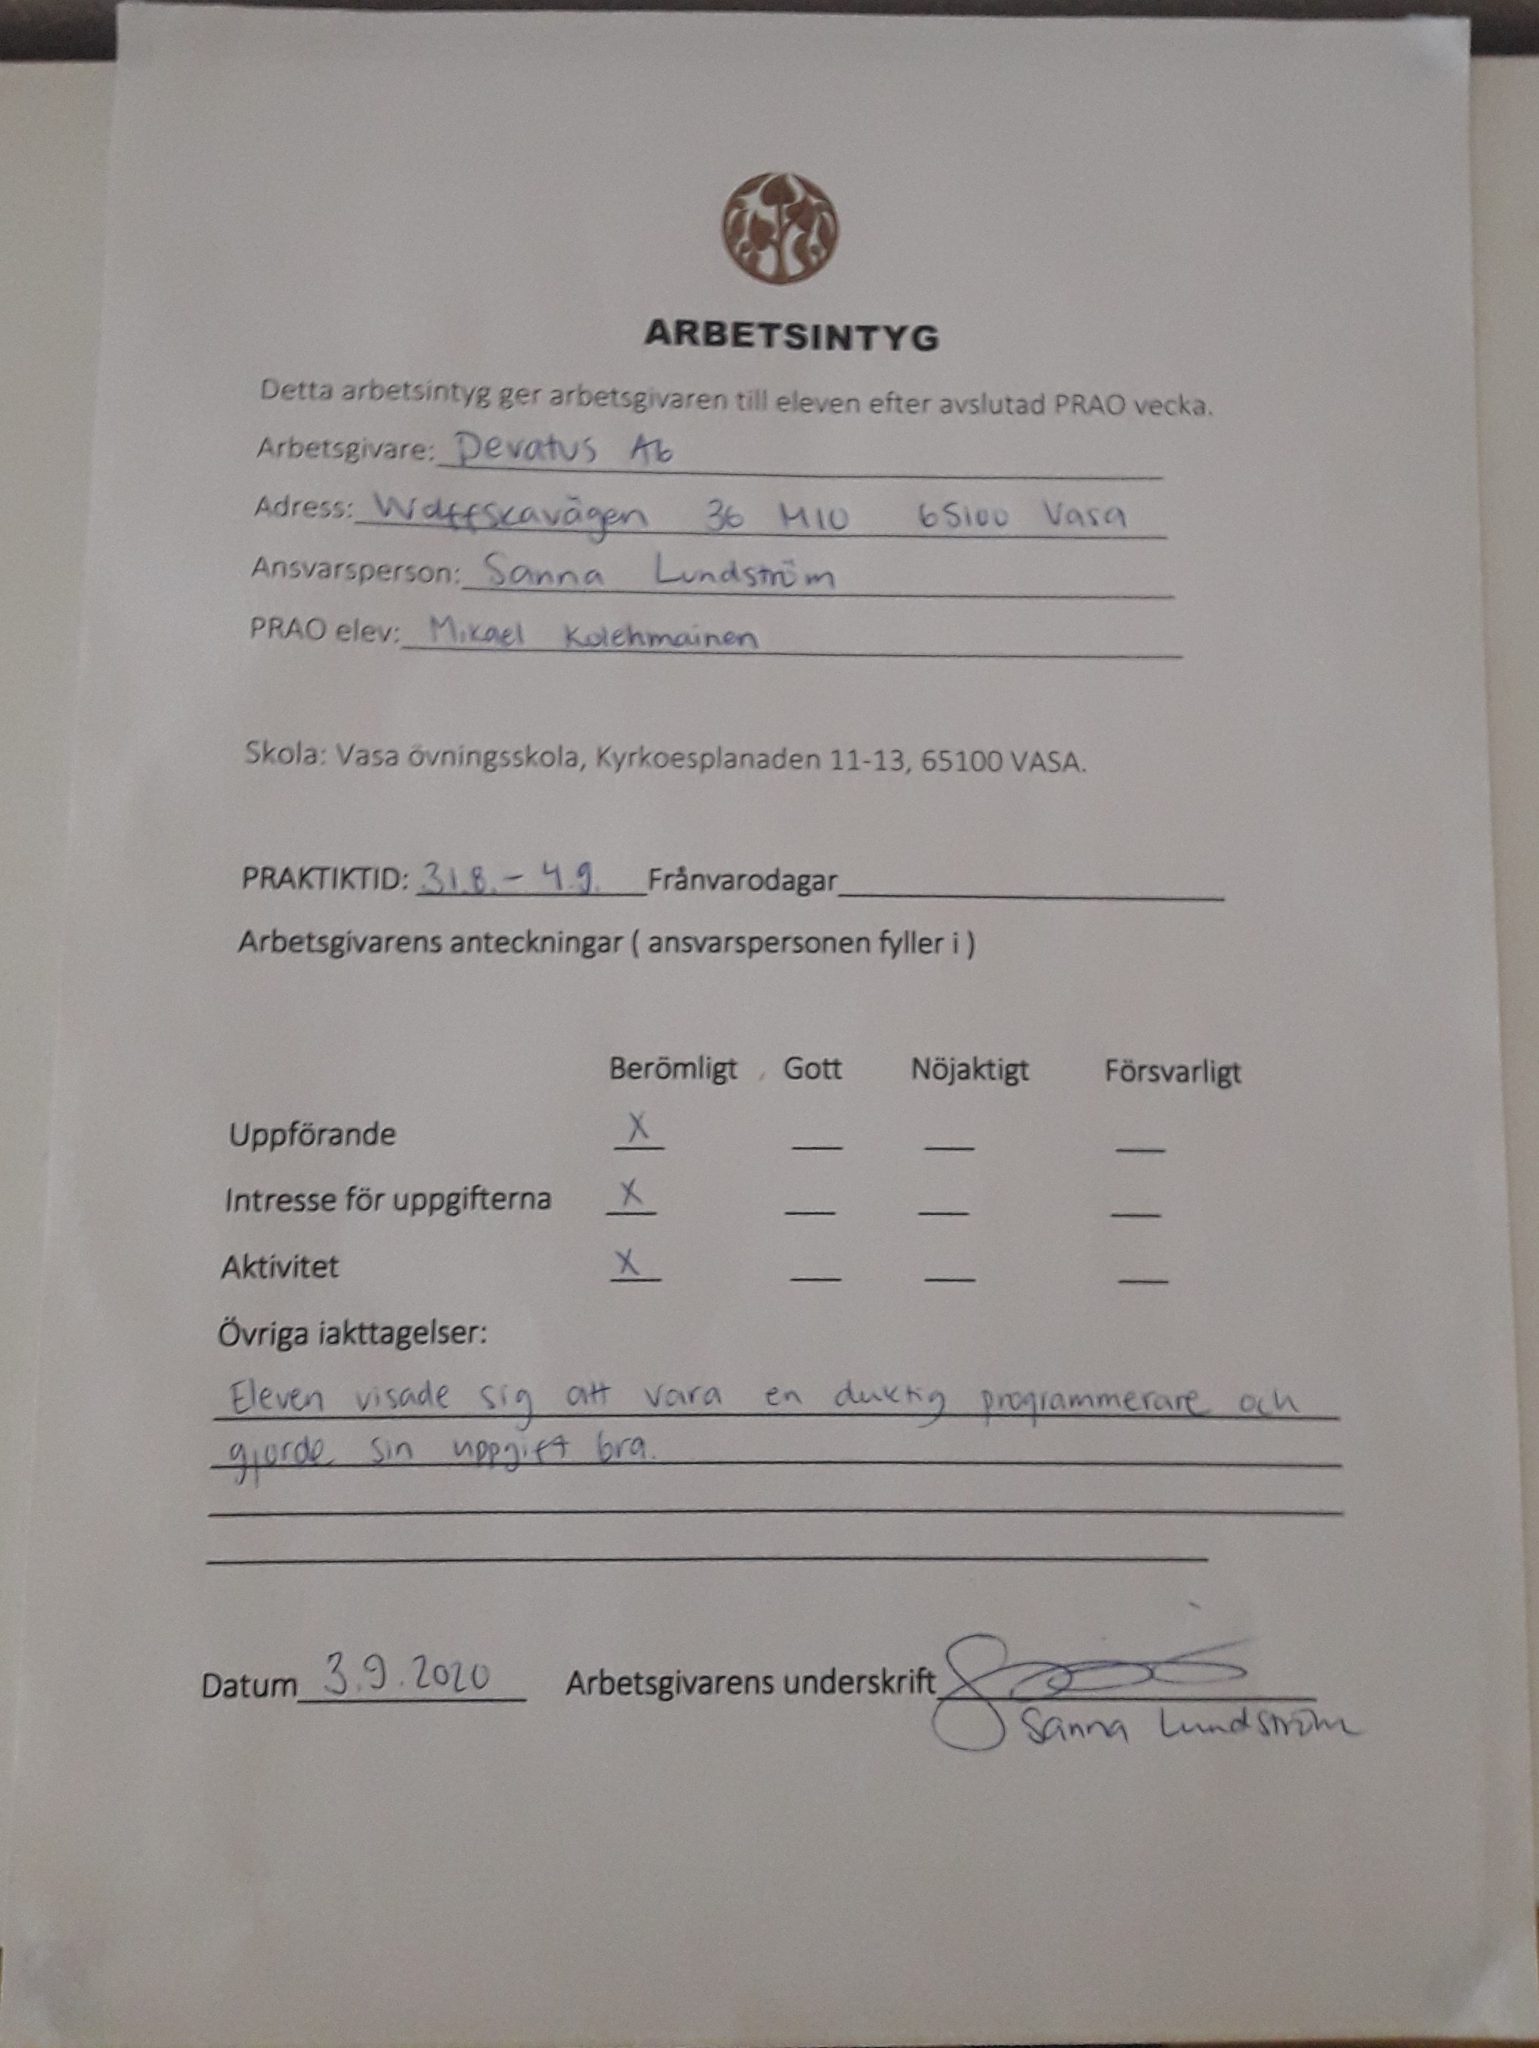 ARBETSINTYG
Detta arbetsintyg ger arbetsgivaren till eleven efter avslutad PRAO vecka.
Arbetsgivare: Devatus Ab
Adress: Wolffskavägen 36 M10 65100 Vasa
Ansvarsperson: Sanna Lundström
PRAO elev: Mikael Kolehmainen
Skola: Vasa övningsskola, Kyrkoesplanaden 11-13, 65100 VASA.
PRAKTIKTID: 31.8. - 4.9. Frånvarodagar
Arbetsgivarens anteckningar ( ansvarspersonen fyller i )
Berömligt Gott Nöjaktigt Försvarligt
Uppförande X
Intresse för uppgifterna X
Aktivitet X
Övriga iakttagelser:
Eleven visade sig att vara en duktig programmerare och
gjorde sin uppgift bra.
Datum 3.9.2020 Arbetsgivarens underskrift
Sanna Lundström